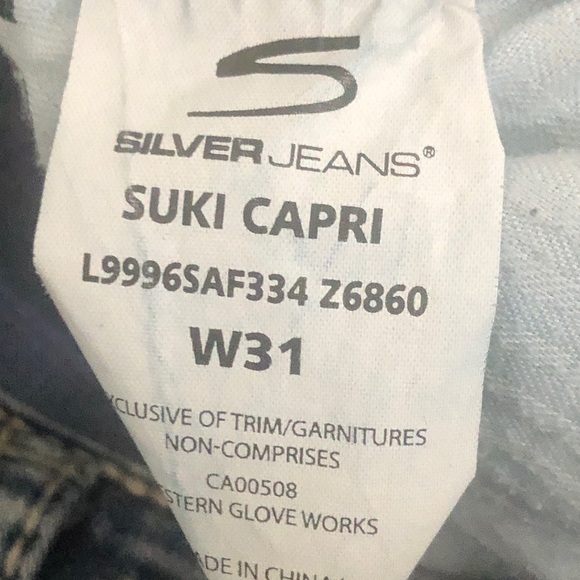 SILVER JEANS®
SUKI CAPRI
L9996SAF334 Z6860
W31
CLUSIVE OF TRIM/GARNITURES
NON-COMPRISES
CA00508
STERN GLOVE WORKS
ADE IN CHINA